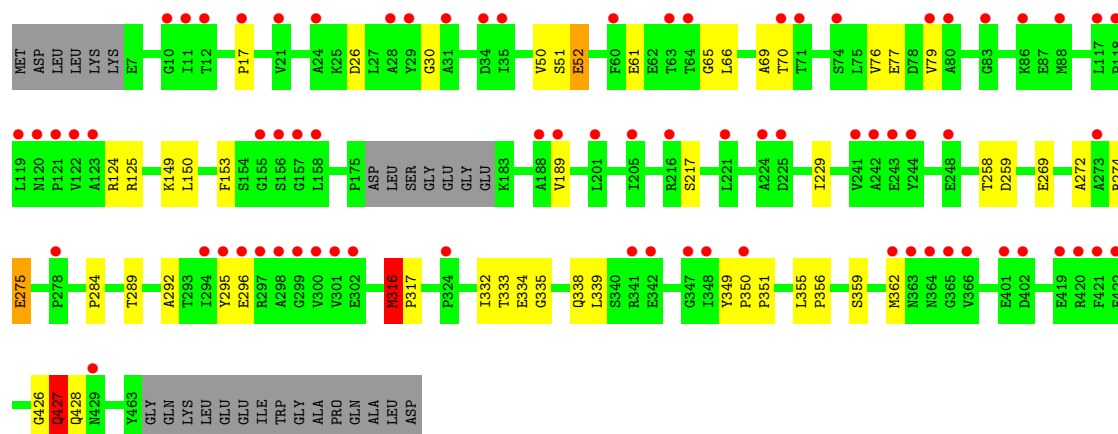 MET ASP LEU LEU LYS LYS E7 G10 I11 T12 P17 V21 A24 K25 D26 L27 A28 Y29 G30 A31 D34 I35 V50 S51 E52 F60 E61 E62 T63 T64 G65 L66 A69 T70 T71 S74 L75 V76 E77 D78 V79 A80 G83 K86 E87 M88 L117
L119 N120 P121 V122 A123 R124 R125 K149 L150 F153 S154 G155 S156 G157 L158 P175 ASP LEU SER GLY GLU GLY GLU K183 A188 V189 L201 I205 R216 S217 L221 A224 D225 I229 V241 A242 E243 Y244 E248 T258 D259 E269 A272 A273
E275 P278 P284 T289 A292 T293 I294 Y295 E296 R297 A298 G299 V300 V301 E302 M316 P317 P324 I332 T333 E334 G335 Q338 L339 S340 R341 E342 G347 I348 Y349 P350 P351 L355 P356 S359 M362 N363 N364 G365 V366 E401 D402 E419 R420 F421
G426 Q427 Q428 N429 Y463 GLY GLN LYS LEU GLU GLU ILE TRP GLY ALA PRO GLN ALA LEU ASP